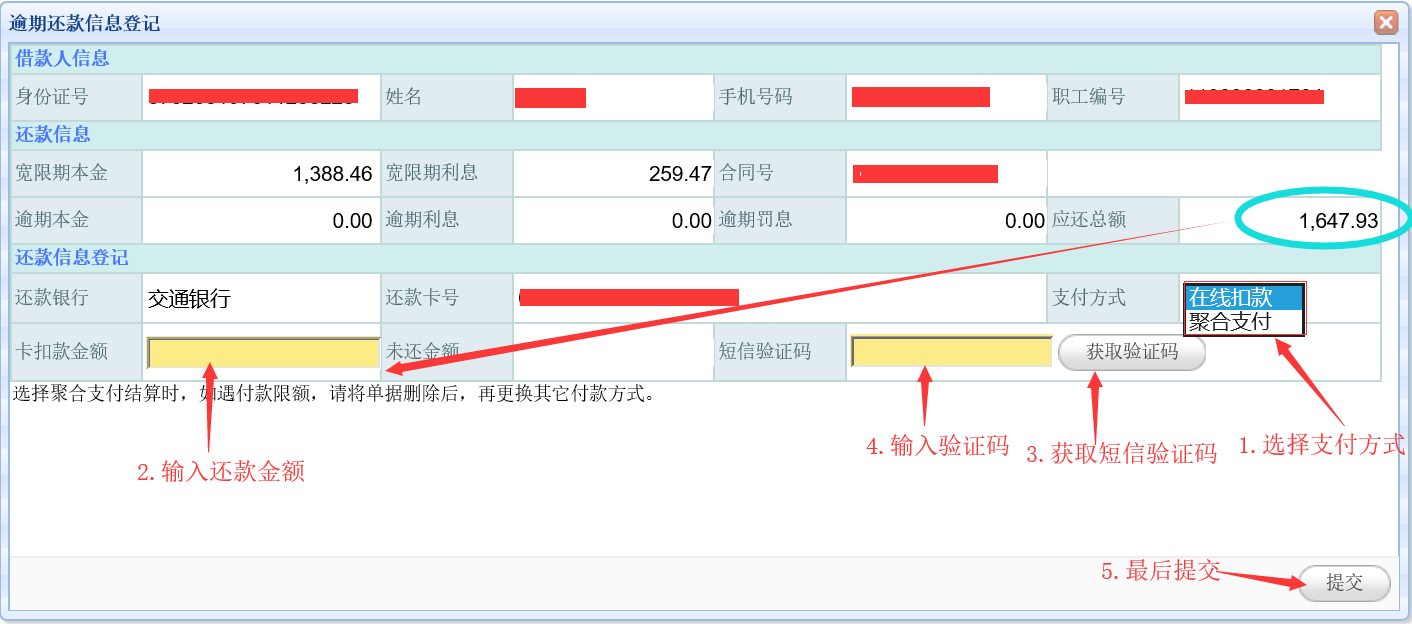 逾期还款信息登记
借款人信息
身份证号 姓名 手机号码 职工编号
还款信息
宽限期本金 1,388.46 宽限期利息 259.47 合同号
逾期本金 0.00 逾期利息 0.00 逾期罚息 0.00 应还总额 1,647.93
还款信息登记
还款银行 交通银行 还款卡号 支付方式 在线扣款
聚合支付
卡扣款金额 未还金额 短信验证码 获取验证码
选择聚合支付结算时，如遇付款限额，请将单据删除后，再更换其它付款方式。
2.输入还款金额 4.输入验证码 3.获取短信验证码 1.选择支付方式
5.最后提交 提交